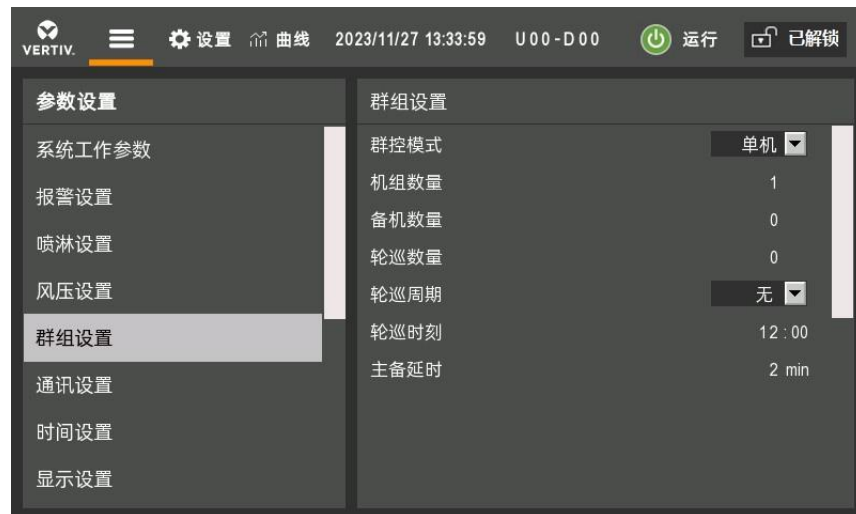 VERTIV. 设置 曲线 2023/11/27 13:33:59 U00-D00 运行 已解锁
参数设置
系统工作参数
报警设置
喷淋设置
风压设置
群组设置
通讯设置
时间设置
显示设置
群组设置
群控模式 单机
机组数量 1
备机数量 0
轮巡数量 0
轮巡周期 无
轮巡时刻 12:00
主备延时 2 min